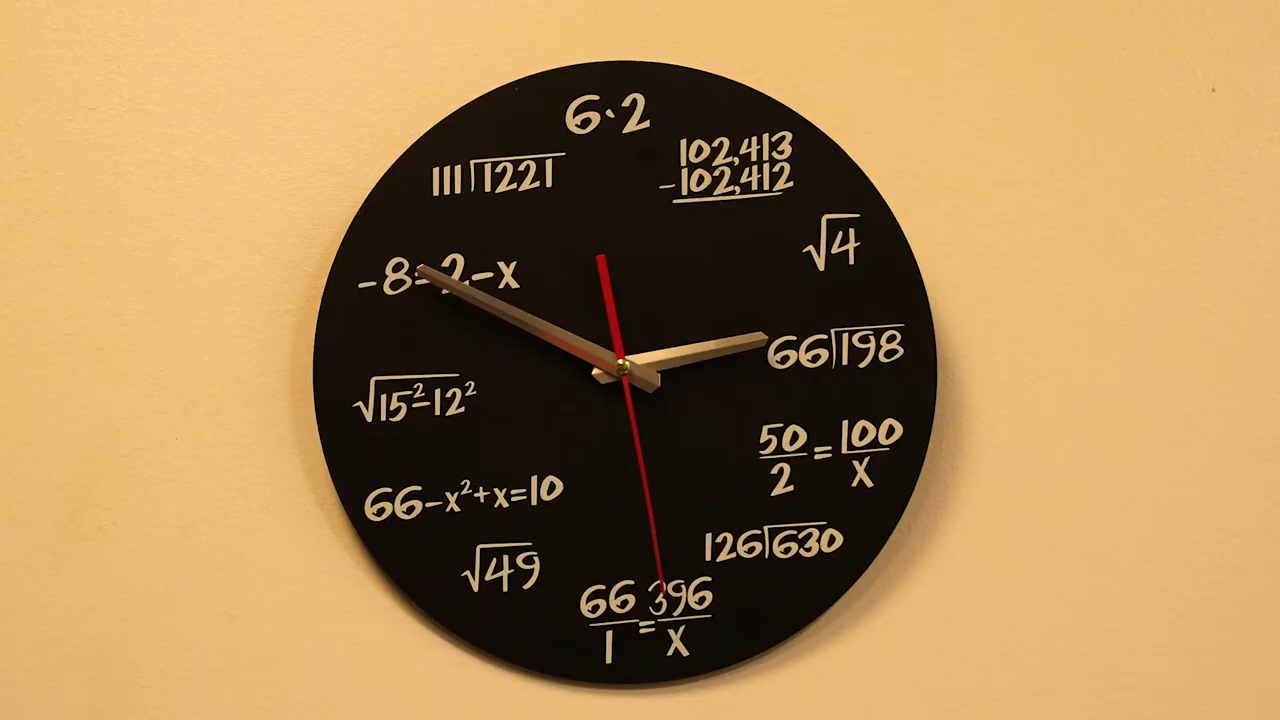 6·2
102,413
-102,412
111⟌1221
√4
-8=2-x
66⟌198
√15²-12²
50/2=100/x
66-x²+x=10
126⟌630
√49
66/1=396/x